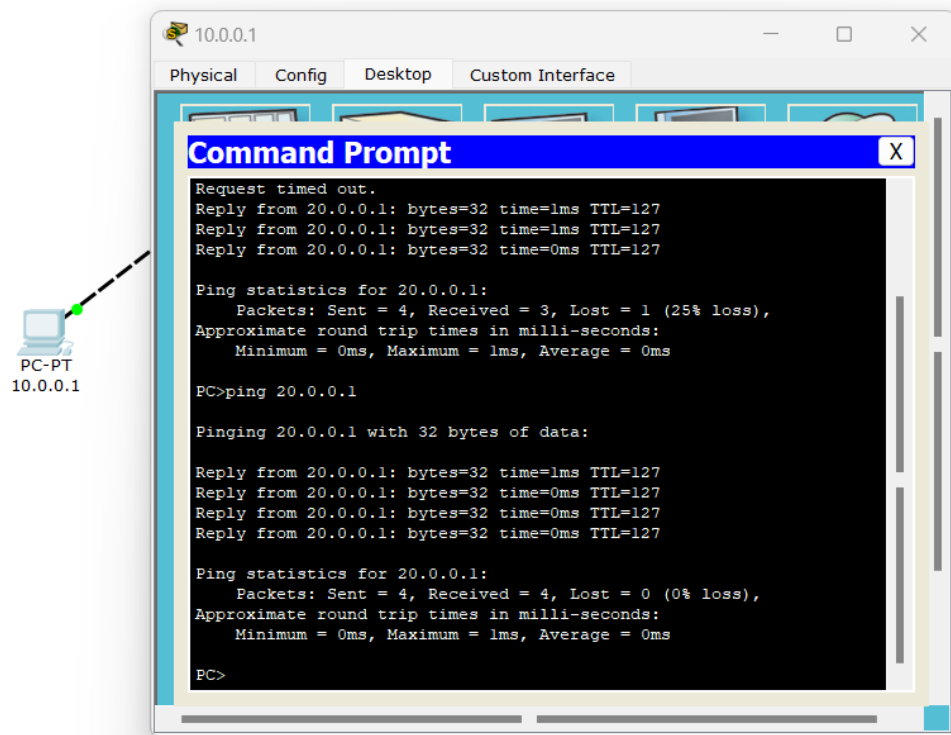 10.0.0.1
Physical Config Desktop Custom Interface
Command Prompt X
Request timed out.
Reply from 20.0.0.1: bytes=32 time=1ms TTL=127
Reply from 20.0.0.1: bytes=32 time=1ms TTL=127
Reply from 20.0.0.1: bytes=32 time=0ms TTL=127
Ping statistics for 20.0.0.1:
Packets: Sent = 4, Received = 3, Lost = 1 (25% loss),
Approximate round trip times in milli-seconds:
Minimum = 0ms, Maximum = 1ms, Average = 0ms
PC>ping 20.0.0.1
Pinging 20.0.0.1 with 32 bytes of data:
Reply from 20.0.0.1: bytes=32 time=1ms TTL=127
Reply from 20.0.0.1: bytes=32 time=0ms TTL=127
Reply from 20.0.0.1: bytes=32 time=0ms TTL=127
Reply from 20.0.0.1: bytes=32 time=0ms TTL=127
Ping statistics for 20.0.0.1:
Packets: Sent = 4, Received = 4, Lost = 0 (0% loss),
Approximate round trip times in milli-seconds:
Minimum = 0ms, Maximum = 1ms, Average = 0ms
PC>
PC-PT
10.0.0.1